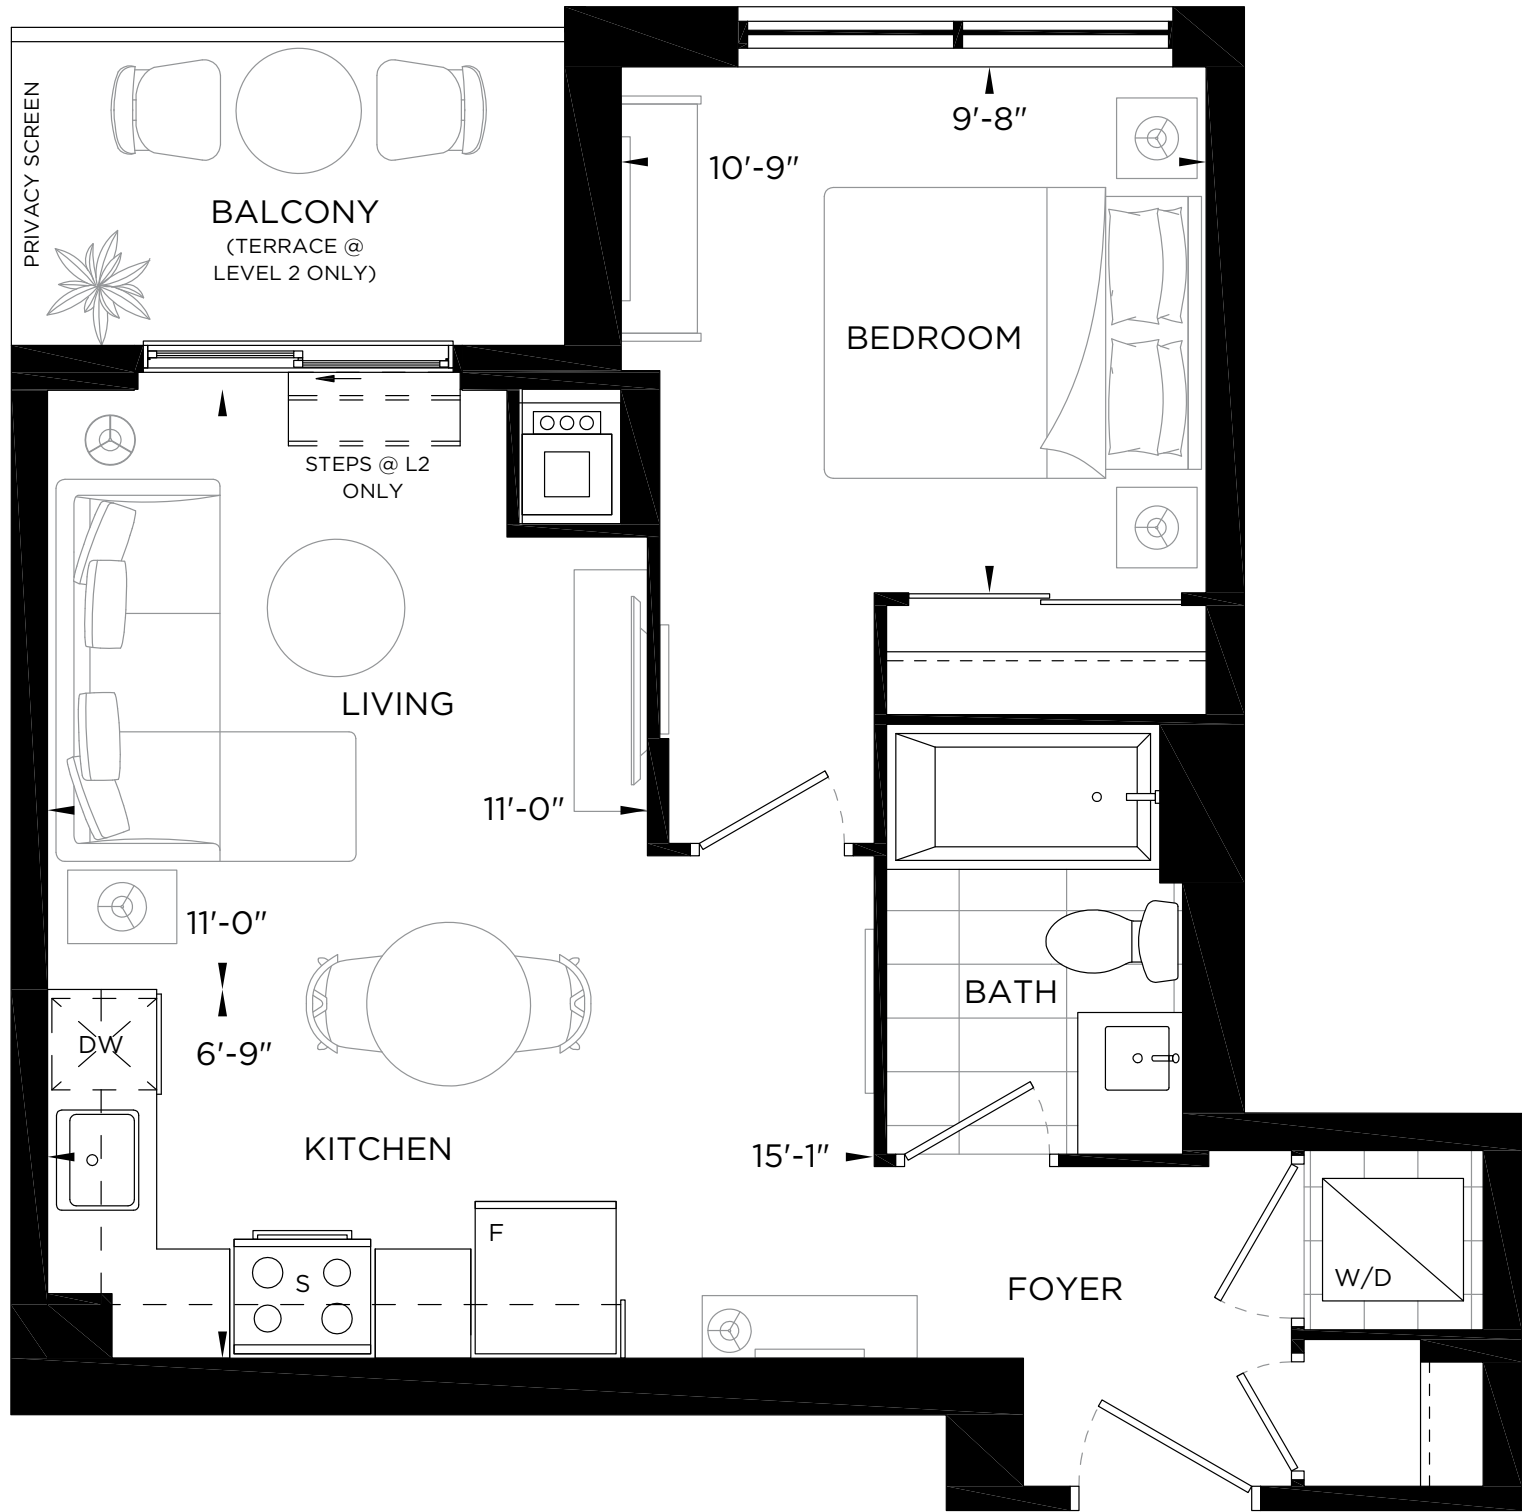 PRIVACY SCREEN
BALCONY
(TERRACE @
LEVEL 2 ONLY)
9'-8"
10'-9"
BEDROOM
STEPS @ L2
ONLY
LIVING
11'-0"
11'-0"
6'-9"
DW
BATH
KITCHEN
15'-1"
F
S
FOYER
W/D